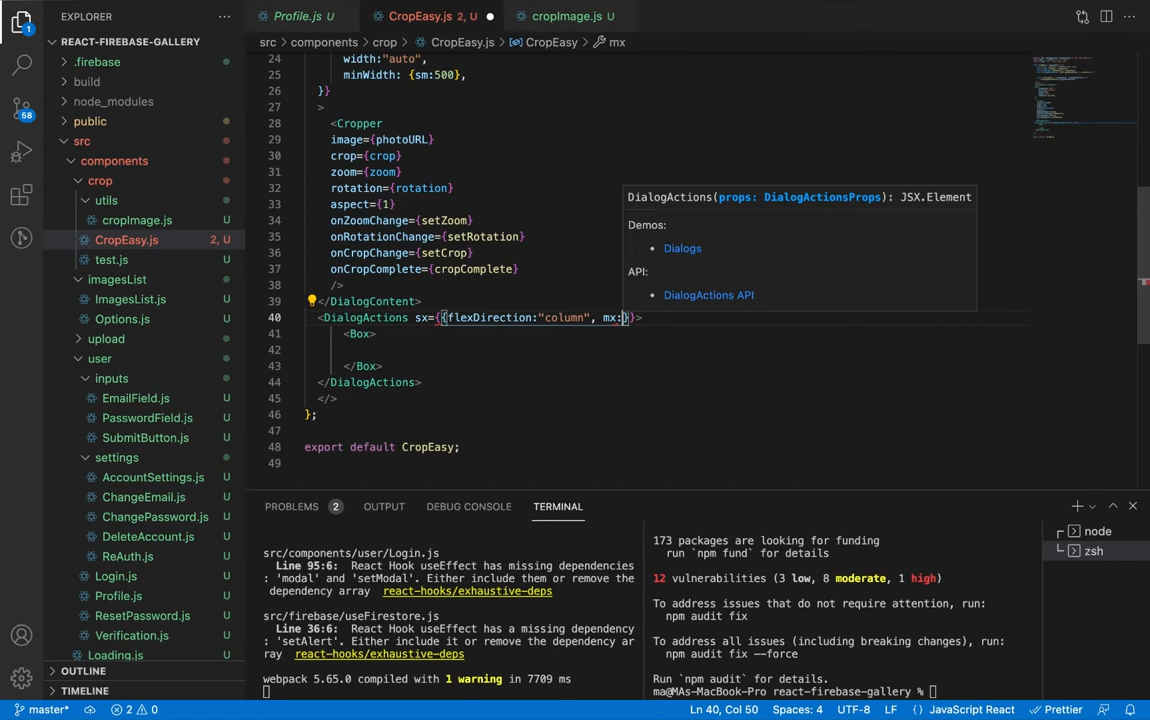 EXPLORER
Profile.js U
CropEasy.js 2, U
cropImage.js U
REACT-FIREBASE-GALLERY
src > components > crop > CropEasy.js > CropEasy > mx
.firebase
build
node_modules
public
src
components
crop
utils
cropImage.js U
CropEasy.js 2, U
test.js U
imagesList
ImagesList.js U
Options.js U
upload
user
inputs
EmailField.js U
PasswordField.js U
SubmitButton.js U
settings
AccountSettings.js U
ChangeEmail.js U
ChangePassword.js U
DeleteAccount.js U
ReAuth.js U
Login.js U
Profile.js U
ResetPassword.js U
Verification.js U
Loading.js U
OUTLINE
TIMELINE
1
58
24 width:"auto",
25 minWidth: {sm:500},
26 }}
27 >
28 <Cropper
29 image={photoURL}
30 crop={crop}
31 zoom={zoom}
32 rotation={rotation}
33 aspect={1}
34 onZoomChange={setZoom}
35 onRotationChange={setRotation}
36 onCropChange={setCrop}
37 onCropComplete={cropComplete}
38 />
39 </DialogContent>
40 <DialogActions sx={{flexDirection:"column", mx:}}>
41 <Box>
42
43 </Box>
44 </DialogActions>
45 </>
46 };
47
48 export default CropEasy;
49
DialogActions(props: DialogActionsProps): JSX.Element
Demos:
• Dialogs
API:
• DialogActions API
PROBLEMS 2 OUTPUT DEBUG CONSOLE TERMINAL
src/components/user/Login.js
Line 95:6: React Hook useEffect has missing dependencies
: 'modal' and 'setModal'. Either include them or remove the
dependency array react-hooks/exhaustive-deps
src/firebase/useFirestore.js
Line 36:6: React Hook useEffect has a missing dependency
: 'setAlert'. Either include it or remove the dependency ar
ray react-hooks/exhaustive-deps
webpack 5.65.0 compiled with 1 warning in 7709 ms
173 packages are looking for funding
run `npm fund` for details
12 vulnerabilities (3 low, 8 moderate, 1 high)
To address issues that do not require attention, run:
npm audit fix
To address all issues (including breaking changes), run:
npm audit fix --force
Run `npm audit` for details.
ma@MAs-MacBook-Pro react-firebase-gallery %
node
zsh
master* 2 0 Ln 40, Col 50 Spaces: 4 UTF-8 LF {} JavaScript React Prettier